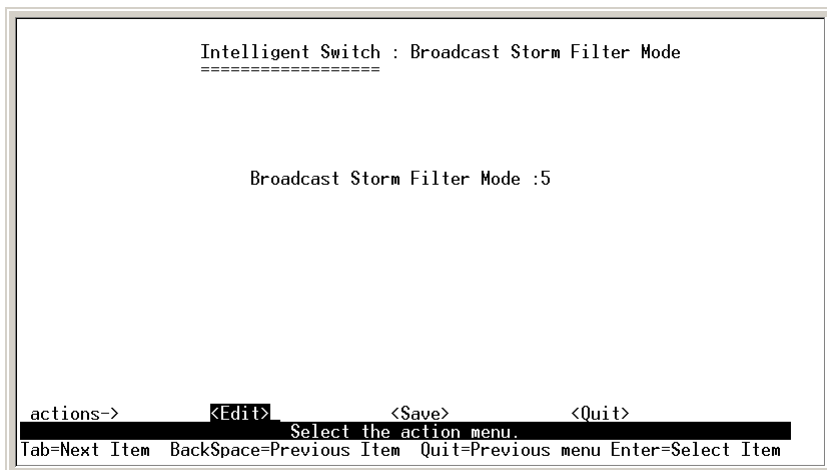 Intelligent Switch : Broadcast Storm Filter Mode
==================
Broadcast Storm Filter Mode :5
actions-> <Edit> <Save> <Quit>
Select the action menu.
Tab=Next Item BackSpace=Previous Item Quit=Previous menu Enter=Select Item